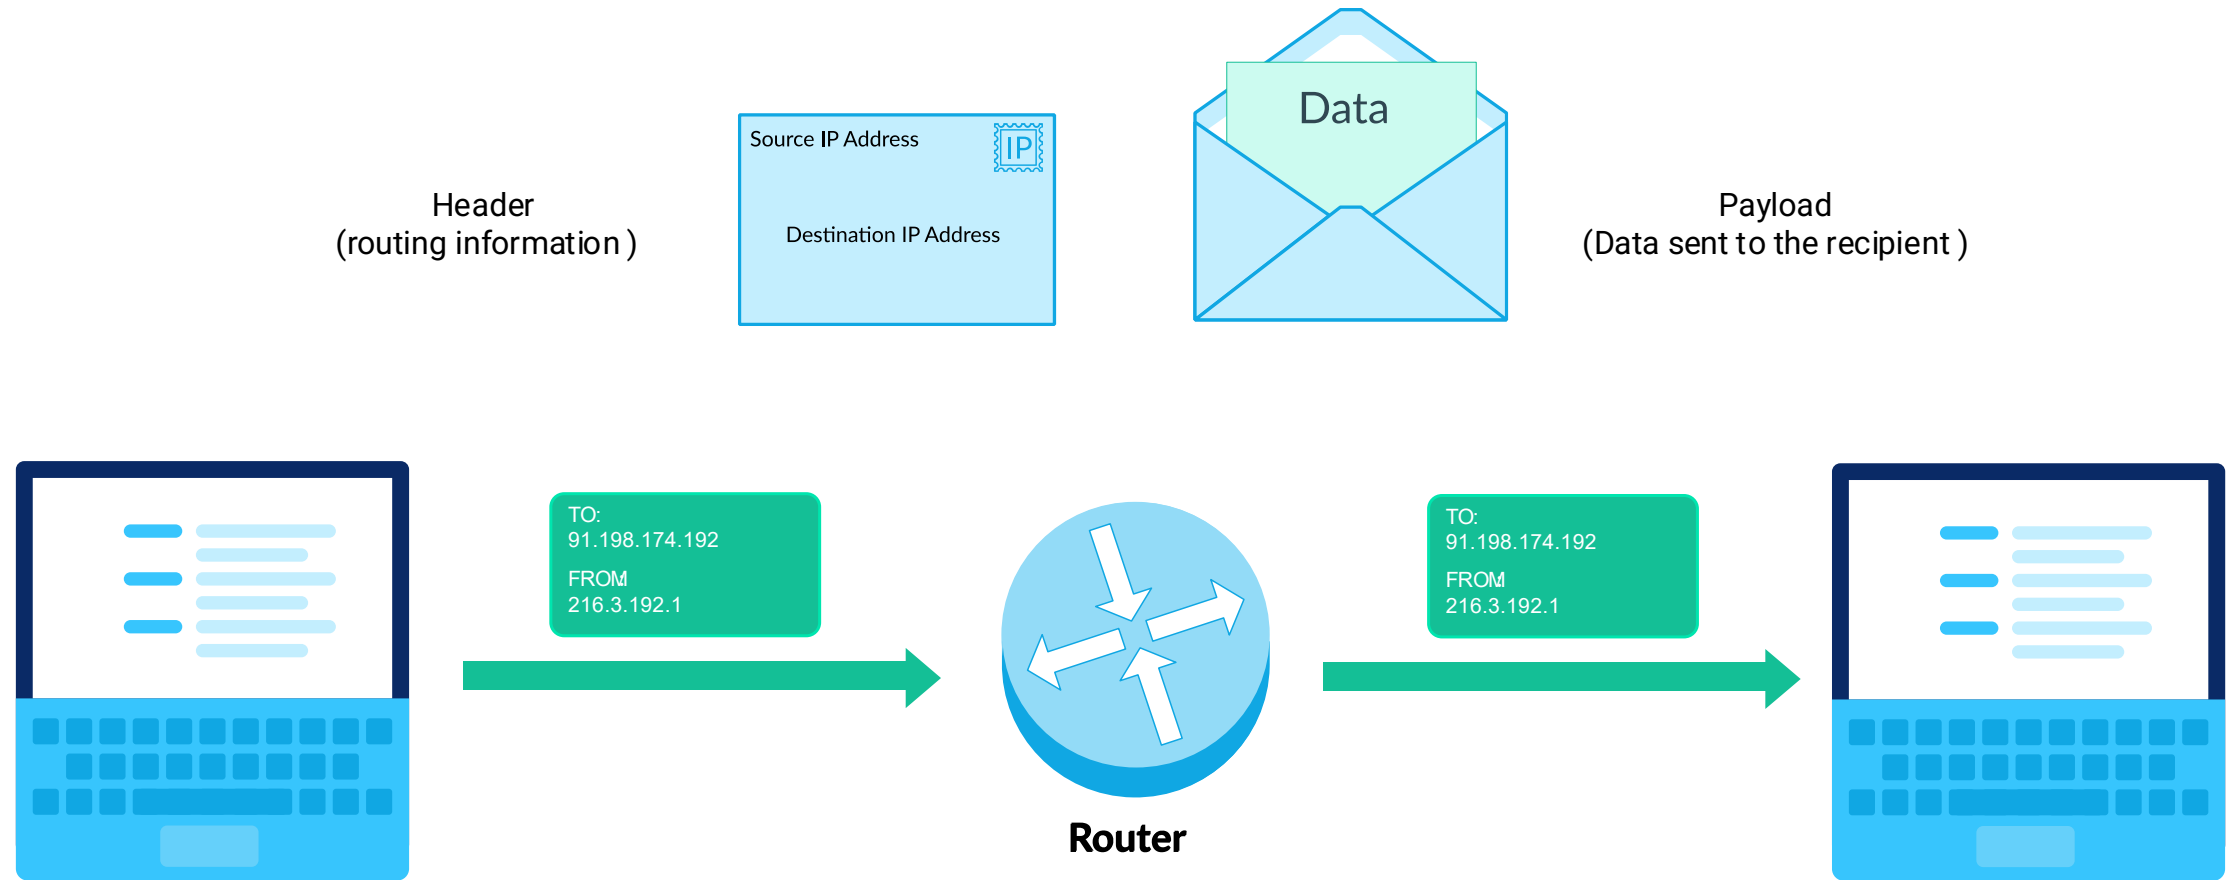 Data
Source IP Address
IP
Destination IP Address
Header
(routing information )
Payload
(Data sent to the recipient )
TO:
91.198.174.192
FROM:
216.3.192.1
TO:
91.198.174.192
FROM:
216.3.192.1
Router